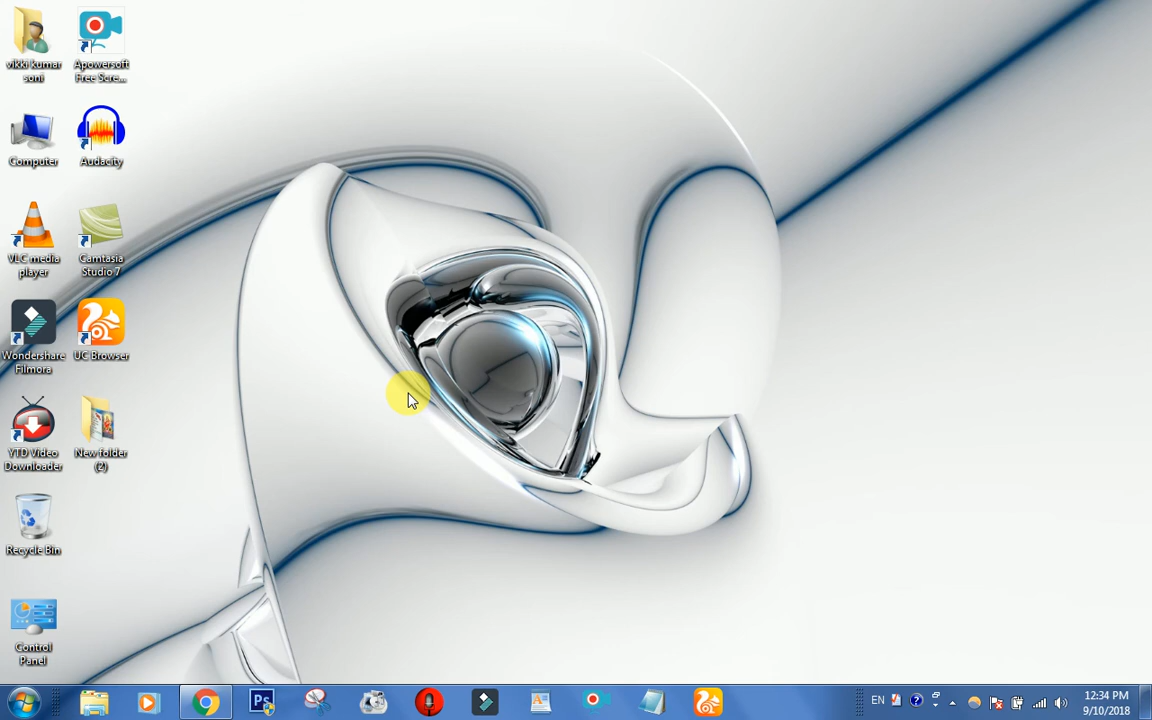 vikki kumar
soni
Apowersoft
Free Scre...
Computer
Audacity
VLC media
player
Camtasia
Studio 7
Wondershare
Filmora
UC Browser
YTD Video
Downloader
New folder
(2)
Recycle Bin
Control
Panel
Ps
EN
12:34 PM
9/10/2018